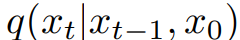 q(x_t|x_{t-1}, x_0)